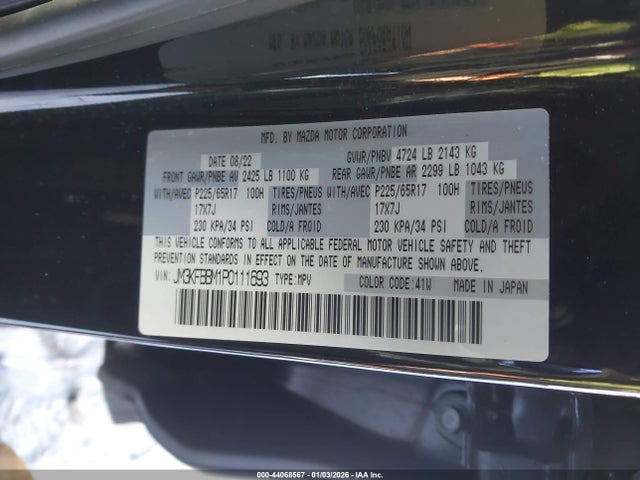 MFD. BY MAZDA MOTOR CORPORATION
DATE 08/22 GVWR/PNBV 4724 LB 2143 KG
FRONT GAWR/PNBE AV 2425 LB 1100 KG REAR GAWR/PNBE AR 2299 LB 1043 KG
WITH/AVEC P225/65R17 100H TIRES/PNEUS WITH/AVEC P225/65R17 100H TIRES/PNEUS
17X7J RIMS/JANTES 17X7J RIMS/JANTES
230 KPA/34 PSI COLD/A FROID 230 KPA/34 PSI COLD/A FROID
THIS VEHICLE CONFORMS TO ALL APPLICABLE FEDERAL MOTOR VEHICLE SAFETY AND THEFT
PREVENTION STANDARDS IN EFFECT ON THE DATE OF MANUFACTURE SHOWN ABOVE.
VIN: JM3KFBBM1P0111693 TYPE:MPV COLOR CODE:41W MADE IN JAPAN
000-44068567 - 01/03/2026 - IAA Inc.